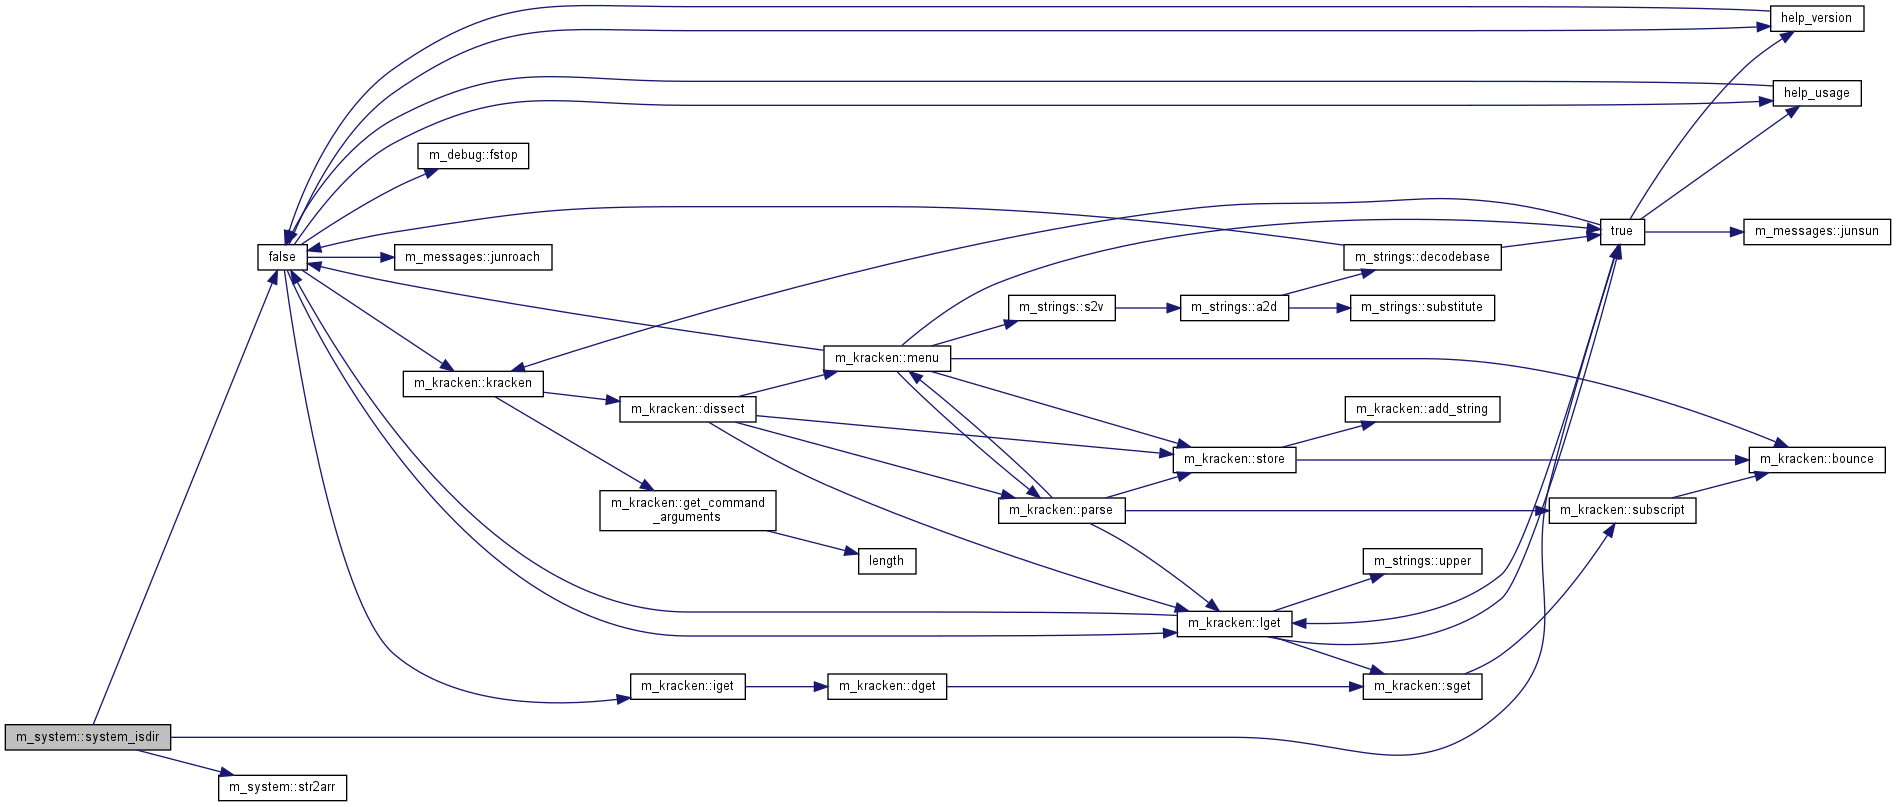 help_version
help_usage
m_debug::fstop
true
m_messages::junsun
false
m_messages::junroach
m_strings::decodebase
m_strings::s2v
m_strings::a2d
m_strings::substitute
m_kracken::menu
m_kracken::kracken
m_kracken::dissect
m_kracken::add_string
m_kracken::store
m_kracken::bounce
m_kracken::get_command
_arguments
m_kracken::parse
m_kracken::subscript
length
m_strings::upper
m_kracken::lget
m_kracken::iget
m_kracken::dget
m_kracken::sget
m_system::system_isdir
m_system::str2arr